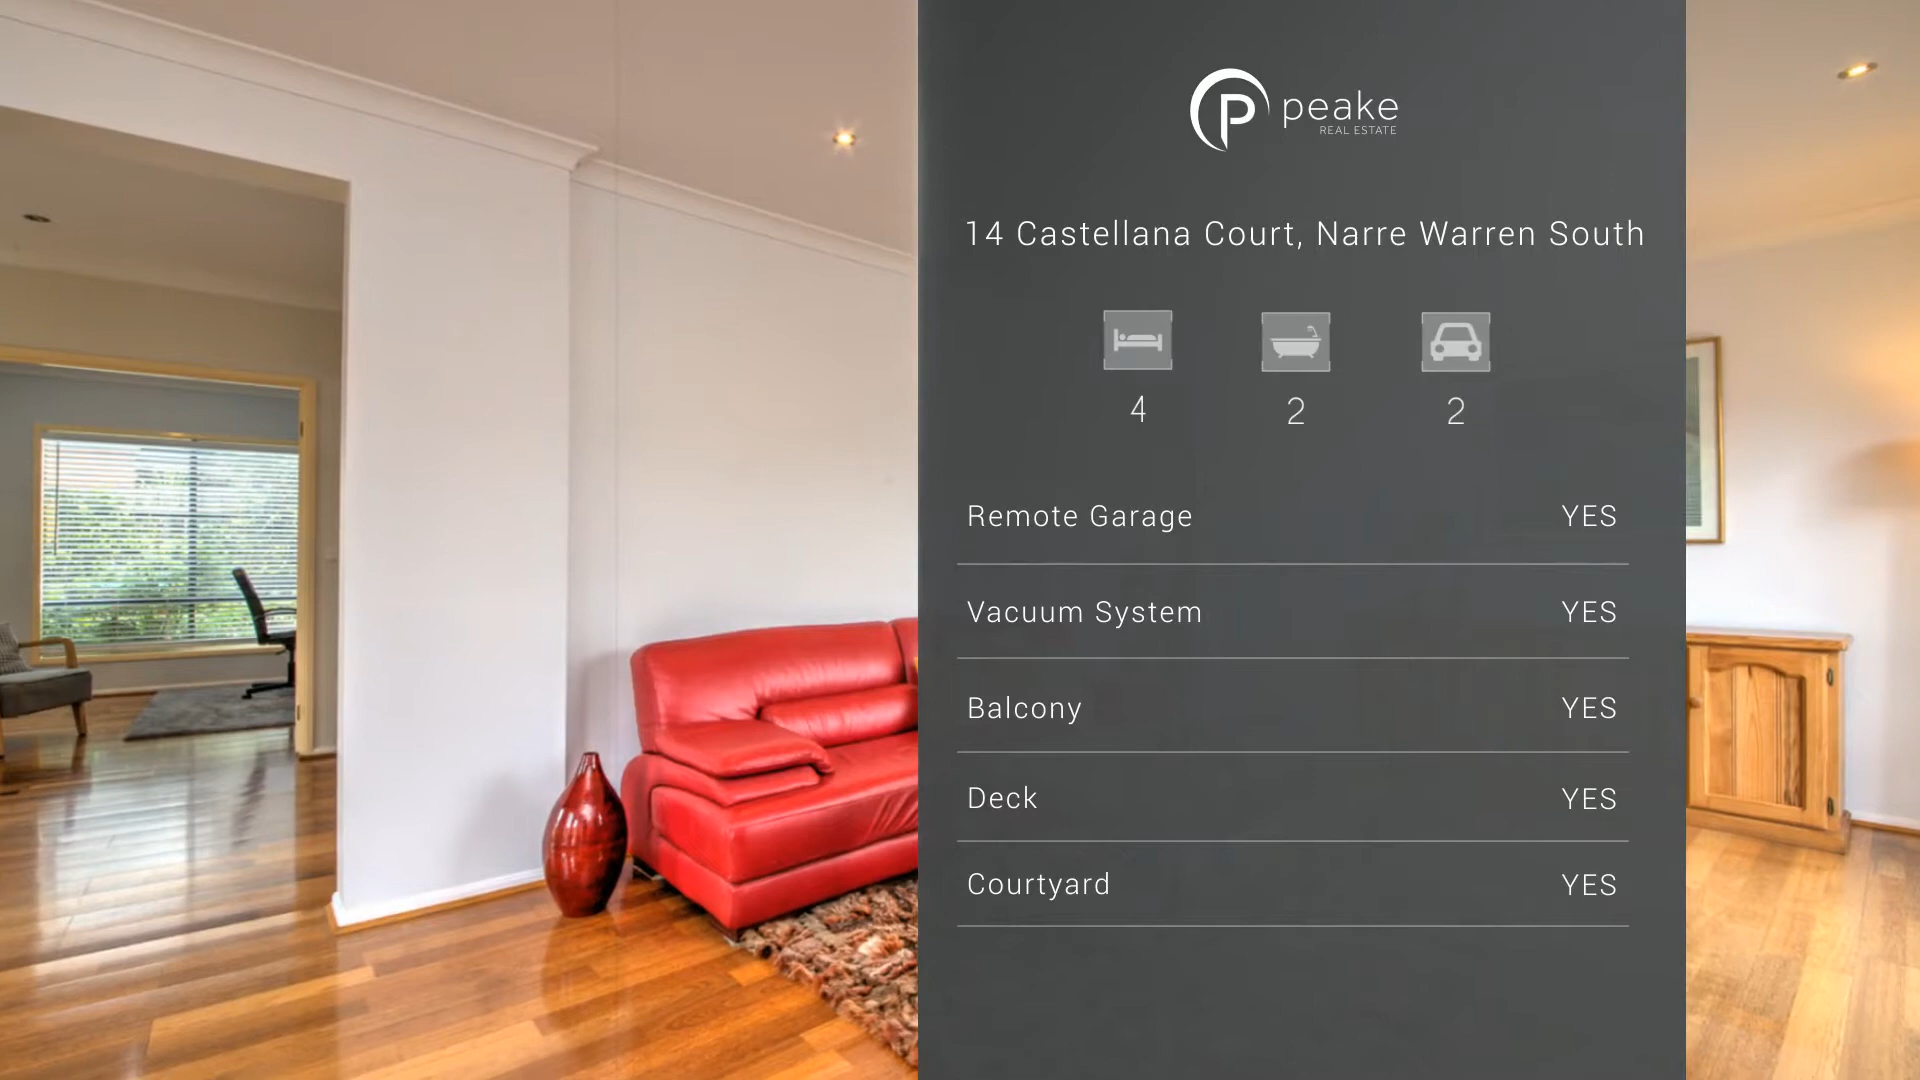 P peake
REAL ESTATE
14 Castellana Court, Narre Warren South
4 2 2
Remote Garage YES
Vacuum System YES
Balcony YES
Deck YES
Courtyard YES